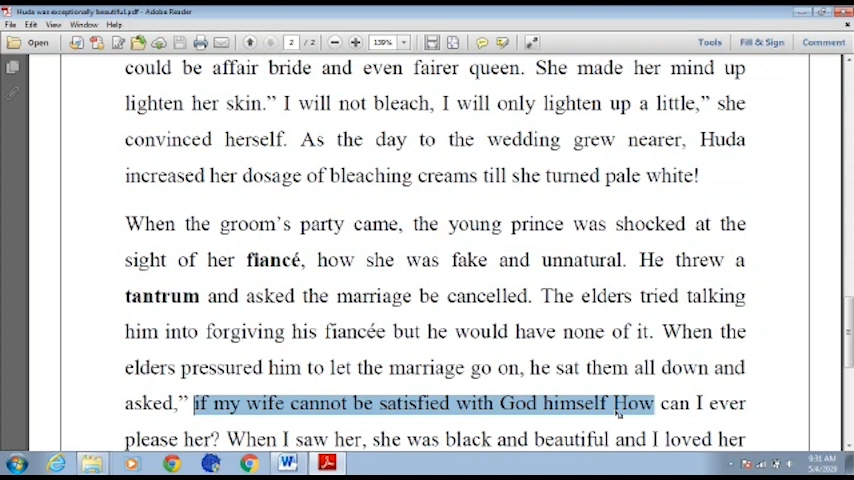 Huda was exceptionally beautiful.pdf - Adobe Reader
File Edit View Window Help
Open 2 / 2 139% Tools Fill & Sign Comment
could be affair bride and even fairer queen. She made her mind up
lighten her skin.” I will not bleach, I will only lighten up a little,” she
convinced herself. As the day to the wedding grew nearer, Huda
increased her dosage of bleaching creams till she turned pale white!
When the groom’s party came, the young prince was shocked at the
sight of her fiancé, how she was fake and unnatural. He threw a
tantrum and asked the marriage be cancelled. The elders tried talking
him into forgiving his fiancée but he would have none of it. When the
elders pressured him to let the marriage go on, he sat them all down and
asked,” if my wife cannot be satisfied with God himself How can I ever
please her? When I saw her, she was black and beautiful and I loved her
9:31 AM
5/4/2020